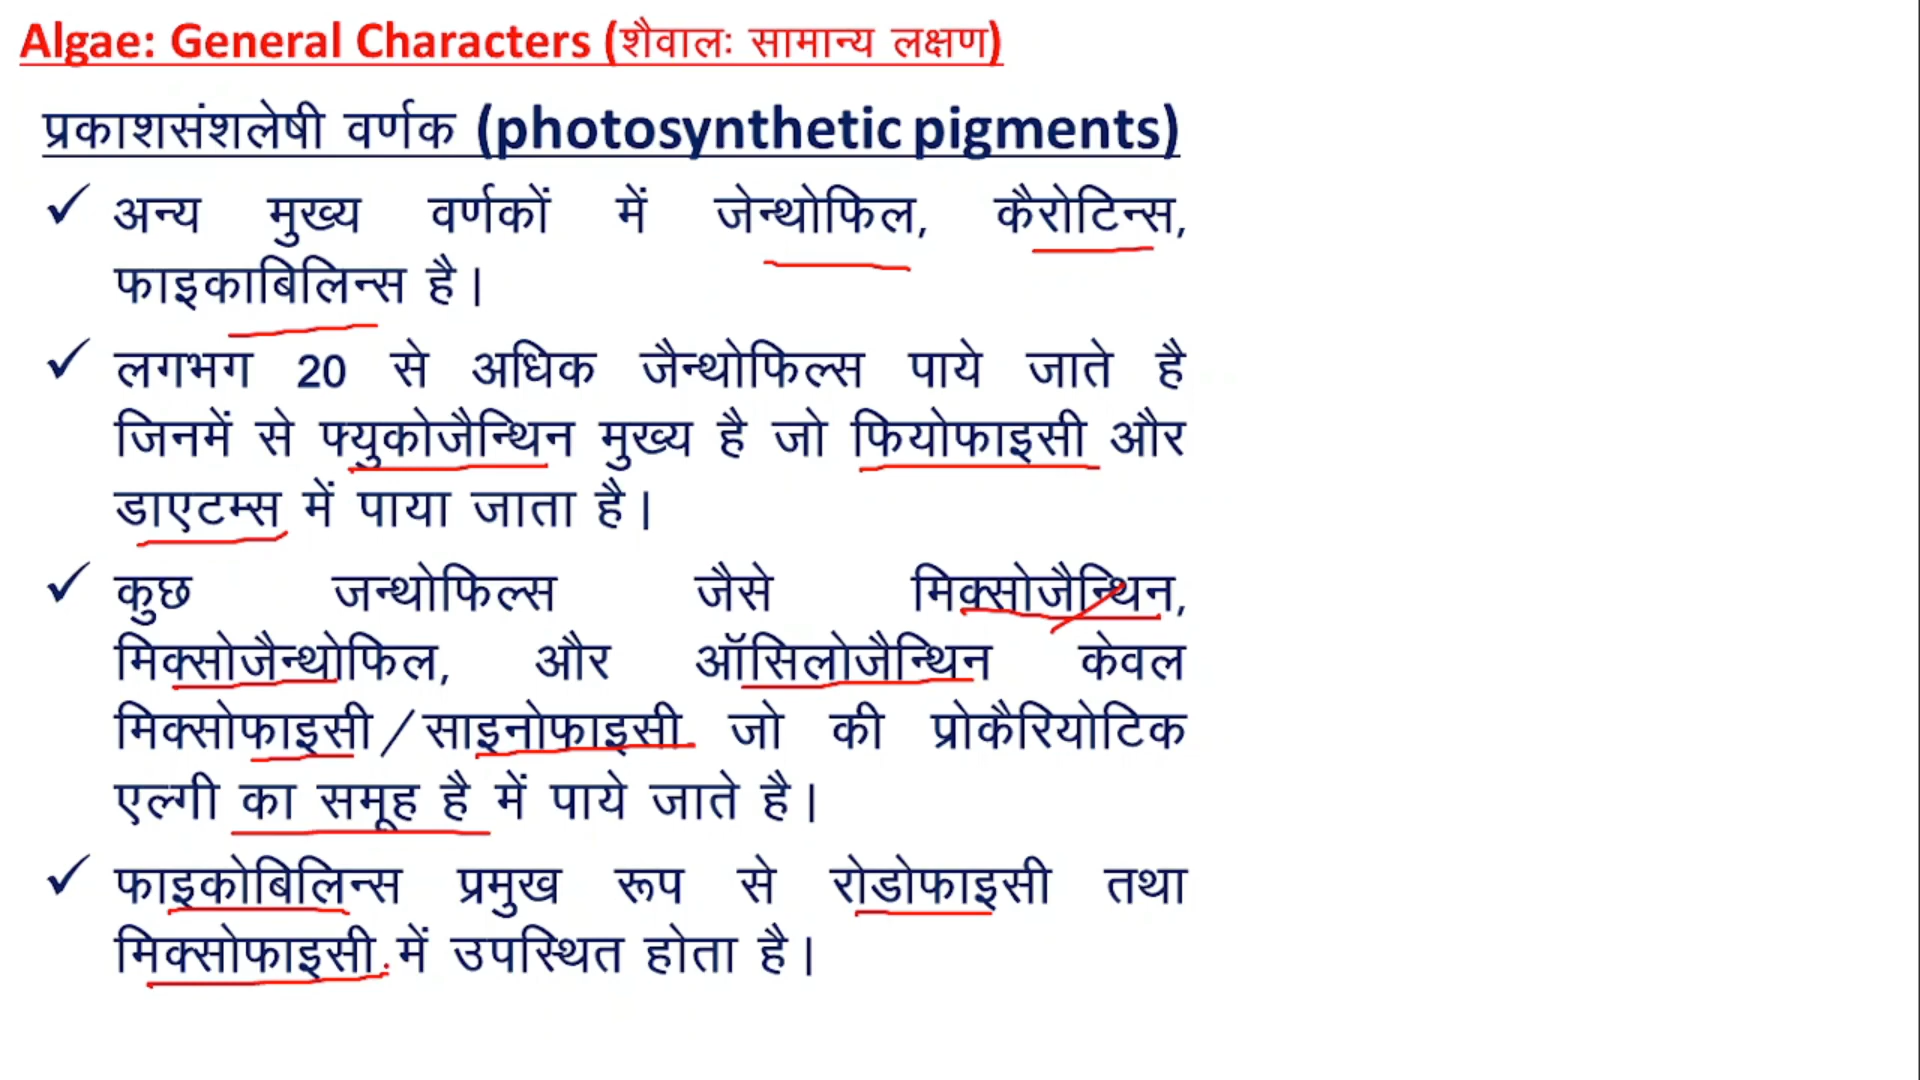 Algae: General Characters (शैवालः सामान्य लक्षण)
प्रकाशसंशलेषी वर्णक (photosynthetic pigments)
✓ अन्य मुख्य वर्णकों में जेन्थोफिल, कैरोटिन्स,
फाइकाबिलिन्स है।
✓ लगभग 20 से अधिक जैन्थोफिल्स पाये जाते है
जिनमें से फ्युकोजैन्थिन मुख्य है जो फियोफाइसी और
डाएटम्स में पाया जाता है।
✓ कुछ जन्थोफिल्स जैसे मिक्सोजैन्थिन,
मिक्सोजैन्थोफिल, और ऑसिलोजैन्थिन केवल
मिक्सोफाइसी/साइनोफाइसी जो की प्रोकैरियोटिक
एल्गी का समूह है में पाये जाते है।
✓ फाइकोबिलिन्स प्रमुख रूप से रोडोफाइसी तथा
मिक्सोफाइसी में उपस्थित होता है।